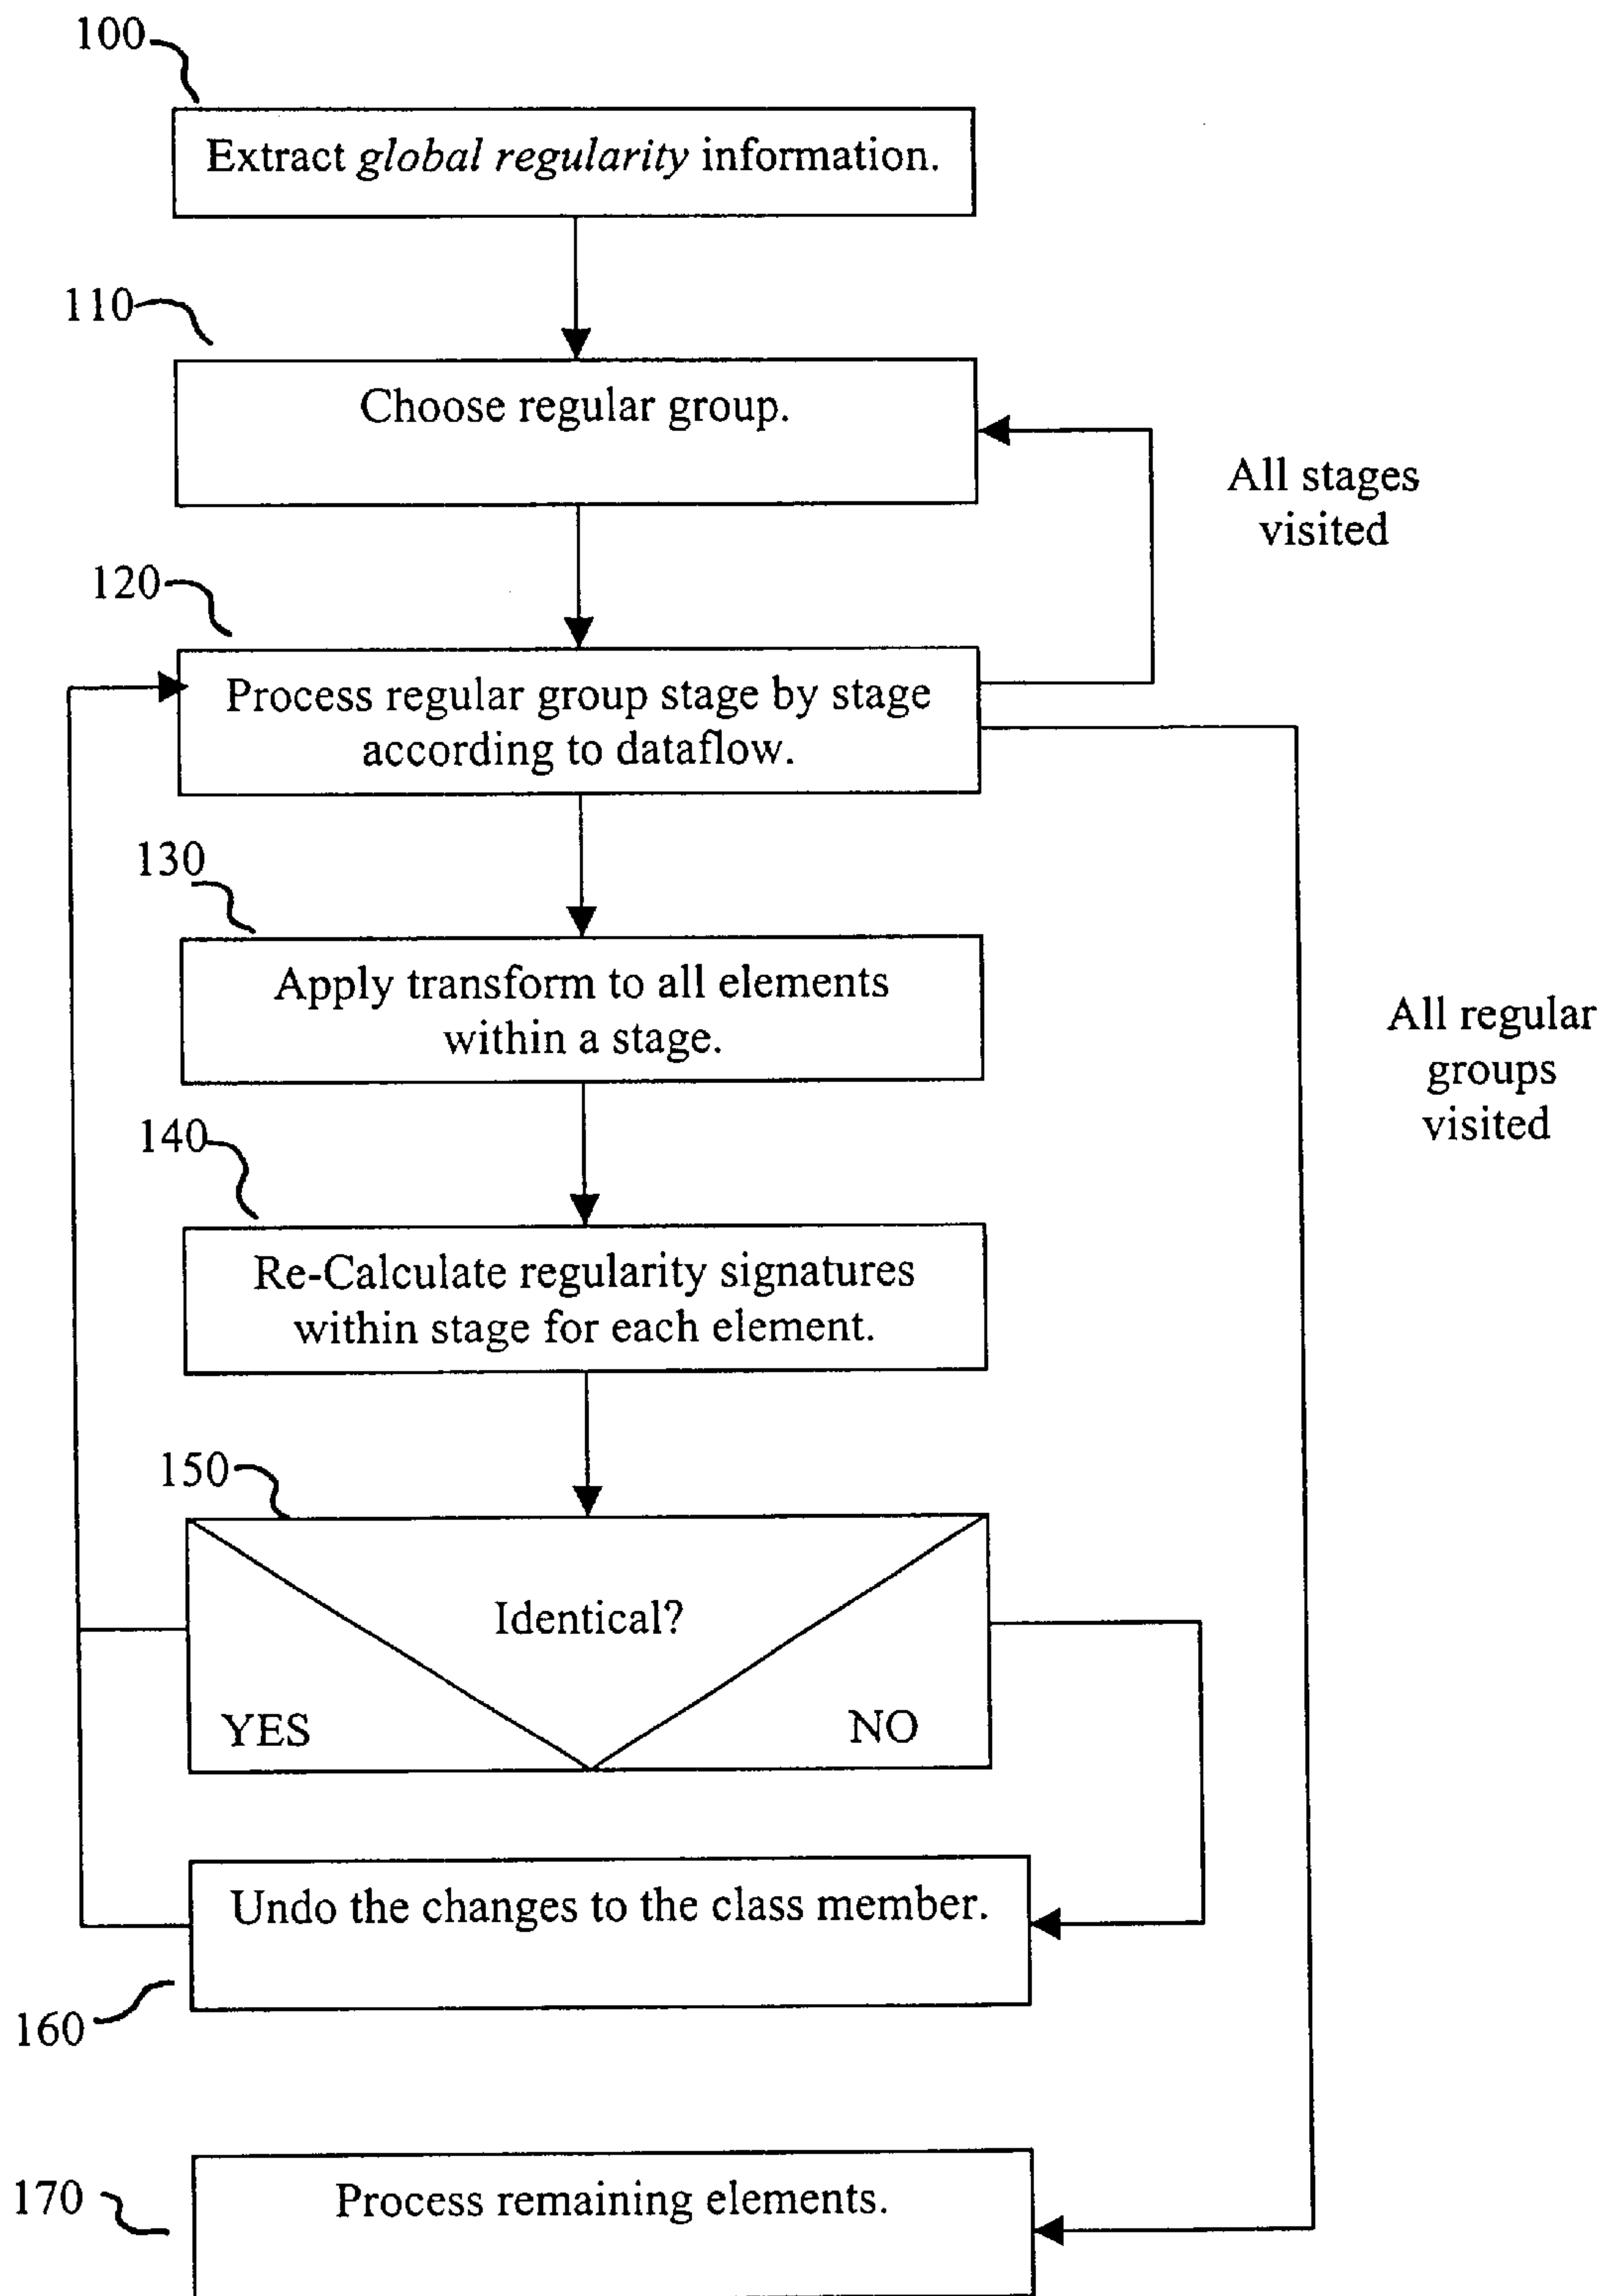 100
Extract global regularity information.
110
Choose regular group.
All stages
visited
120
Process regular group stage by stage
according to dataflow.
130
Apply transform to all elements
within a stage.
All regular
groups
visited
140
Re-Calculate regularity signatures
within stage for each element.
150
Identical?
YES
NO
Undo the changes to the class member.
160
170
Process remaining elements.